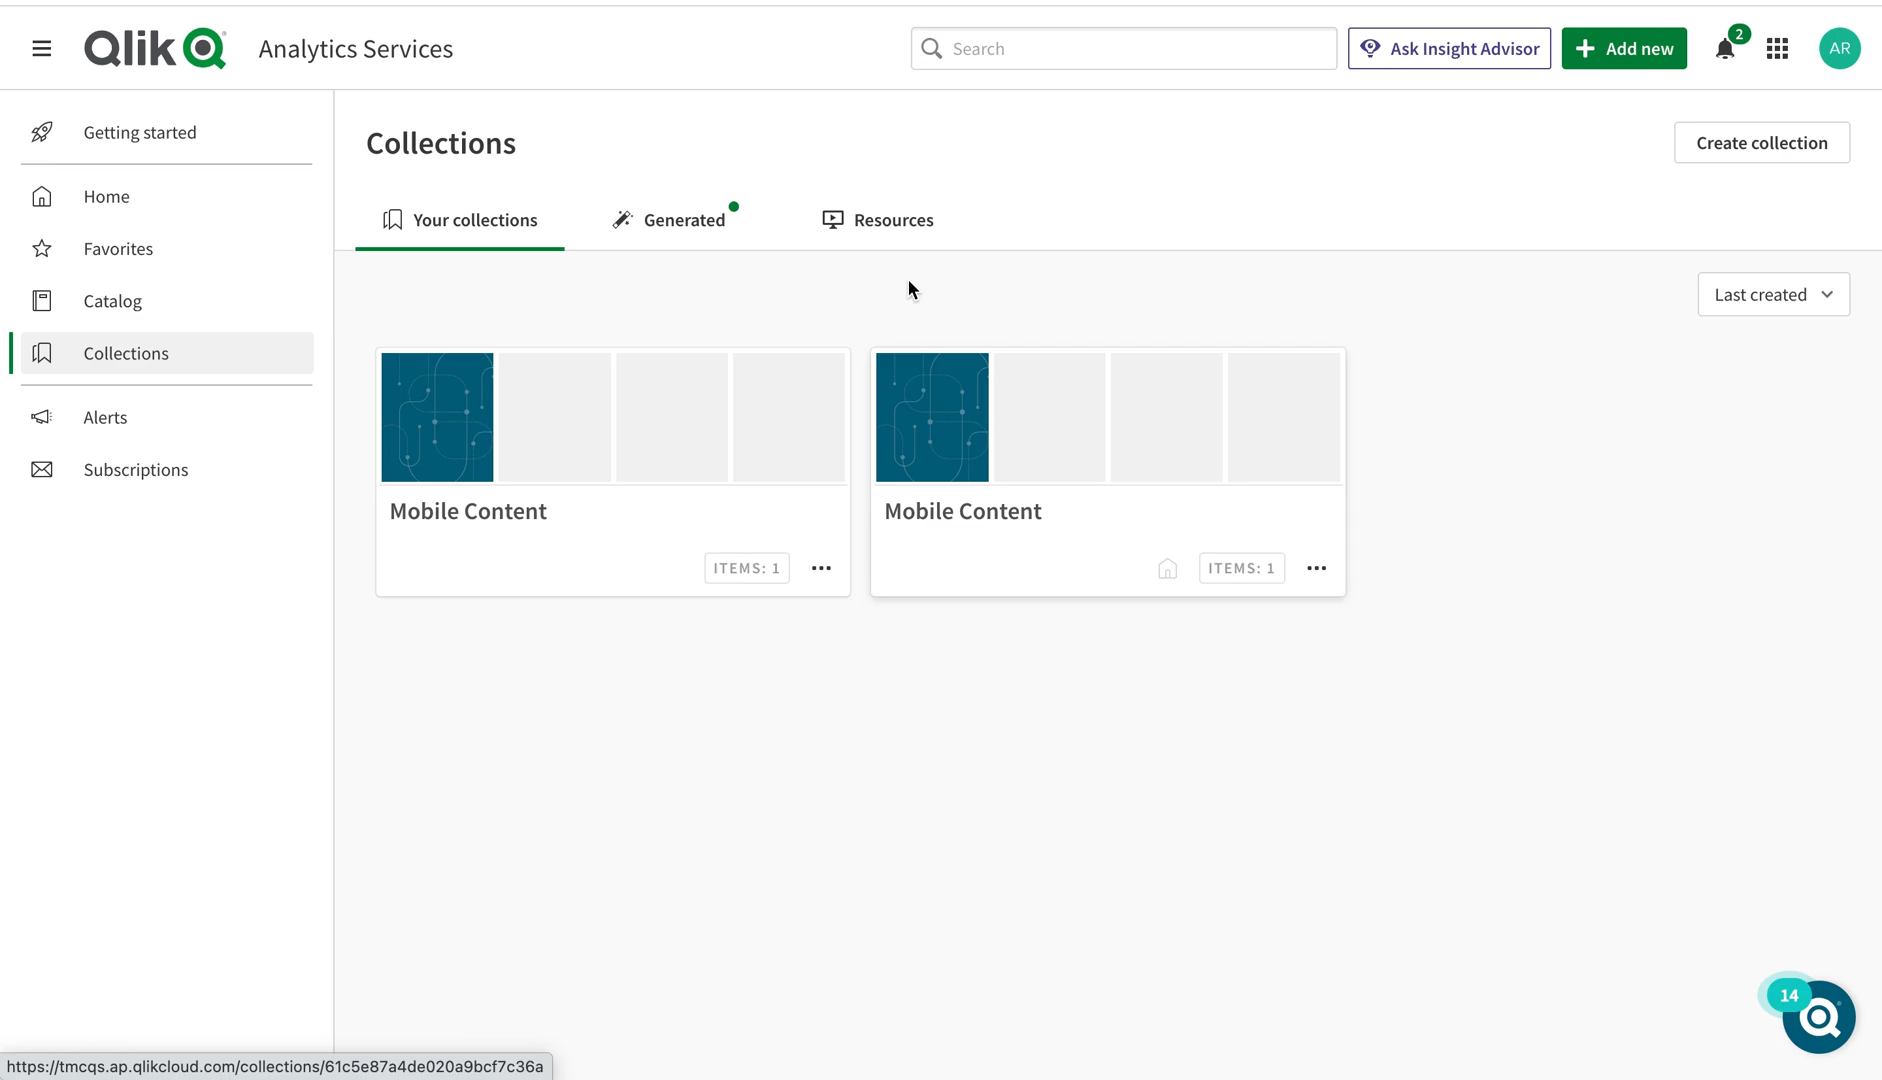 Qlik Analytics Services
Search
Ask Insight Advisor
Add new
2
AR
Getting started
Home
Favorites
Catalog
Collections
Alerts
Subscriptions
Collections
Create collection
Your collections
Generated
Resources
Last created
Mobile Content
ITEMS: 1
Mobile Content
ITEMS: 1
14
https://tmcqs.ap.qlikcloud.com/collections/61c5e87a4de020a9bcf7c36a